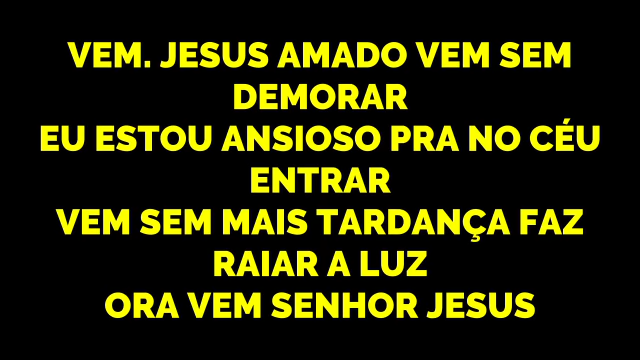 VEM. JESUS AMADO VEM SEM
DEMORAR
EU ESTOU ANSIOSO PRA NO CÉU
ENTRAR
VEM SEM MAIS TARDANÇA FAZ
RAIAR A LUZ
ORA VEM SENHOR JESUS